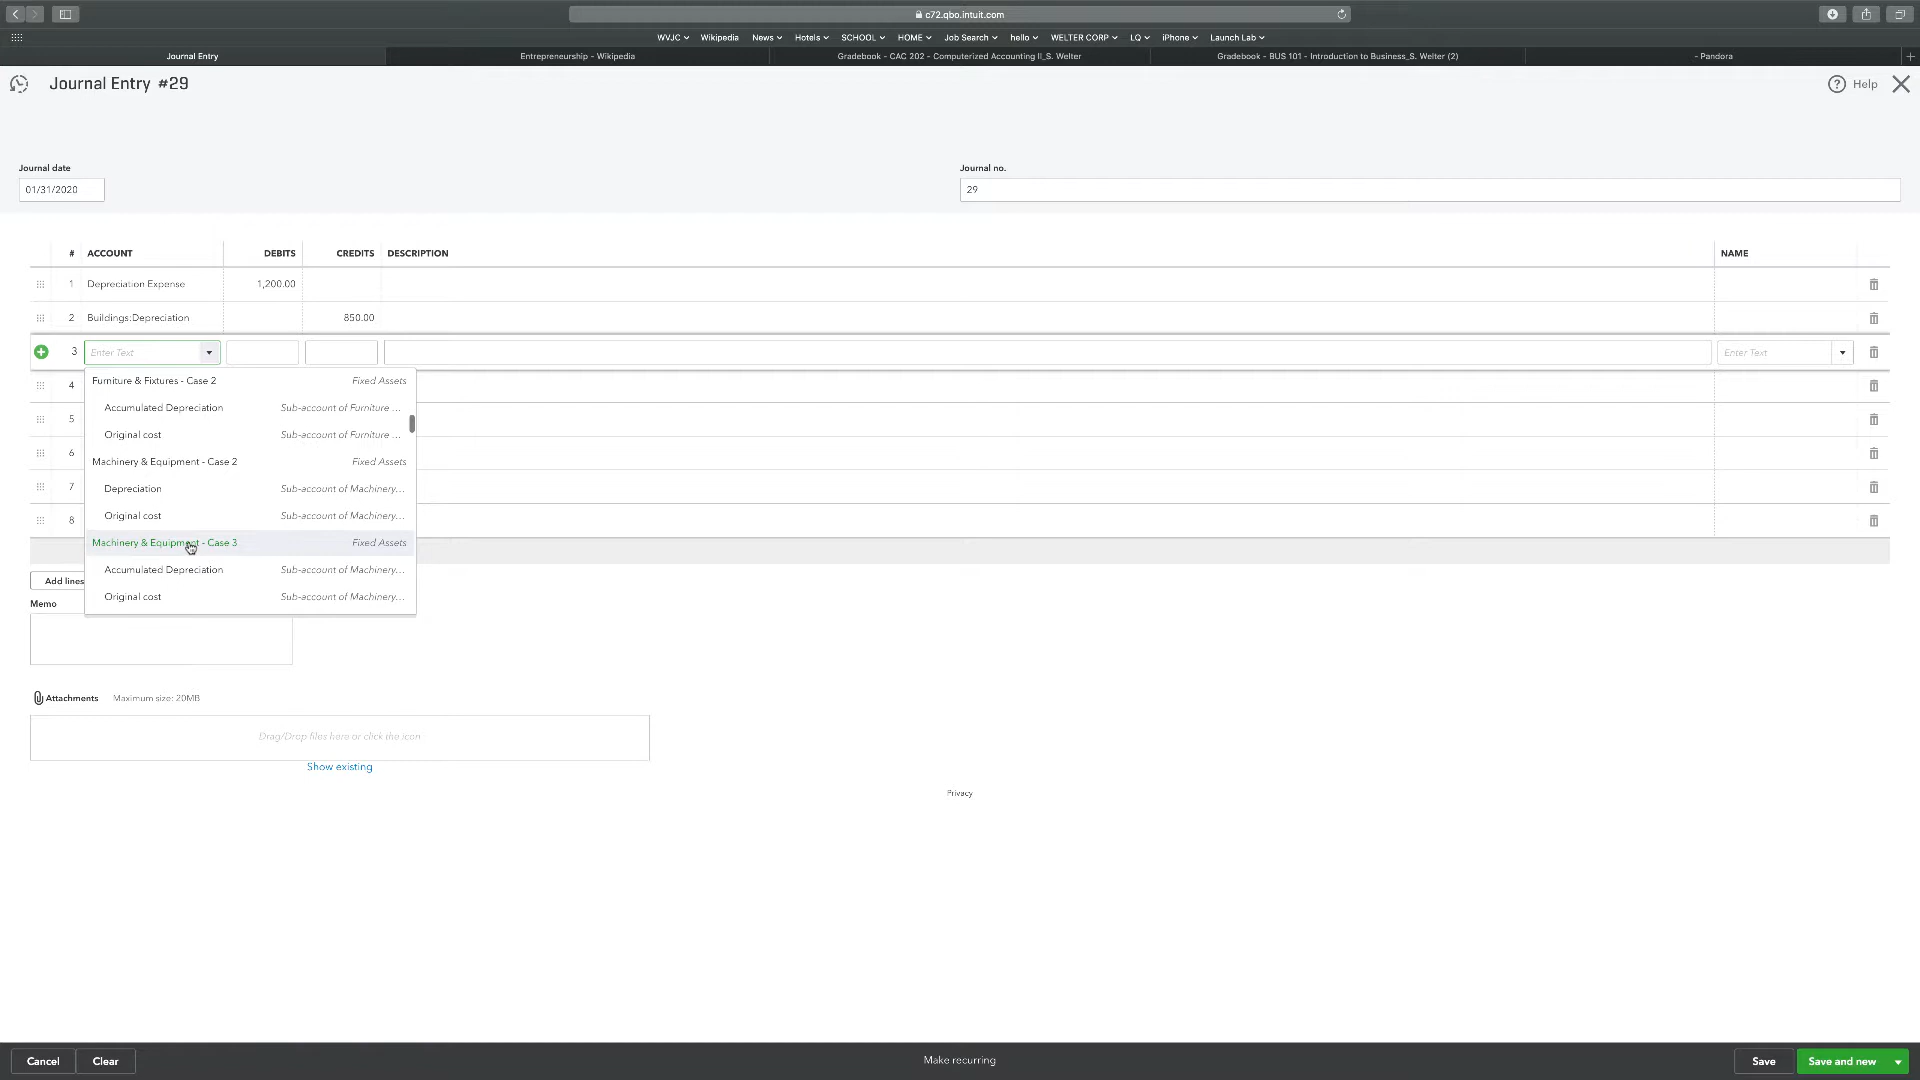 c72.qbo.intuit.com
WVJC Wikipedia News Hotels SCHOOL HOME Job Search hello WELTER CORP LQ iPhone Launch Lab
Journal Entry Entrepreneurship - Wikipedia Gradebook - CAC 202 - Computerized Accounting II_S. Welter Gradebook - BUS 101 - Introduction to Business_S. Welter (2) - Pandora
Journal Entry #29
? Help
Journal date Journal no.
01/31/2020 29
# ACCOUNT DEBITS CREDITS DESCRIPTION NAME
1 Depreciation Expense 1,200.00
2 Buildings:Depreciation 850.00
3 Enter Text Enter Text
Furniture & Fixtures - Case 2 Fixed Assets
4
Accumulated Depreciation Sub-account of Furniture ...
5
Original cost Sub-account of Furniture ...
6
Machinery & Equipment - Case 2 Fixed Assets
7
Depreciation Sub-account of Machinery...
8
Original cost Sub-account of Machinery...
Machinery & Equipment - Case 3 Fixed Assets
Accumulated Depreciation Sub-account of Machinery...
Add lines
Original cost Sub-account of Machinery...
Memo
Attachments Maximum size: 20MB
Drag/Drop files here or click the icon
Show existing
Privacy
Cancel Clear Make recurring Save Save and new